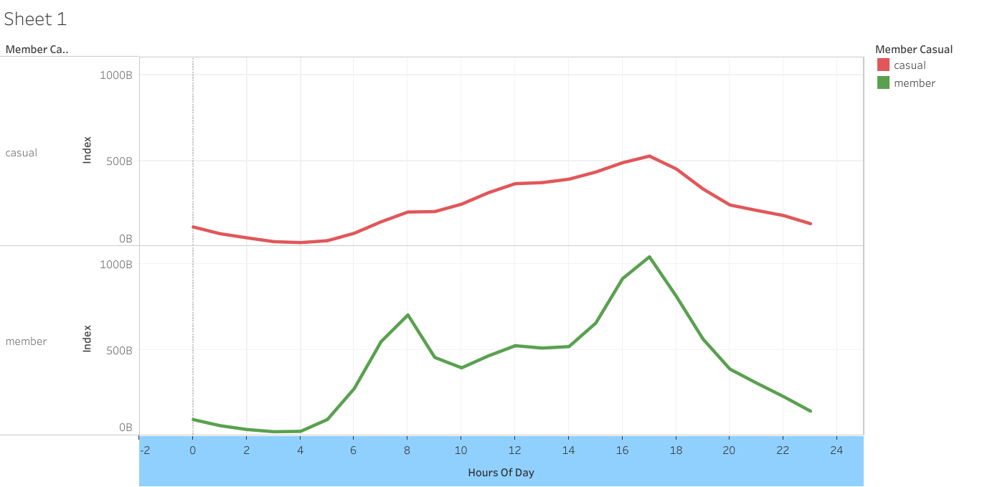 Sheet 1
Member Ca..
Member Casual
casual
member
1000B
500B
0B
Index
casual
1000B
500B
0B
Index
member
-2 0 2 4 6 8 10 12 14 16 18 20 22 24
Hours Of Day